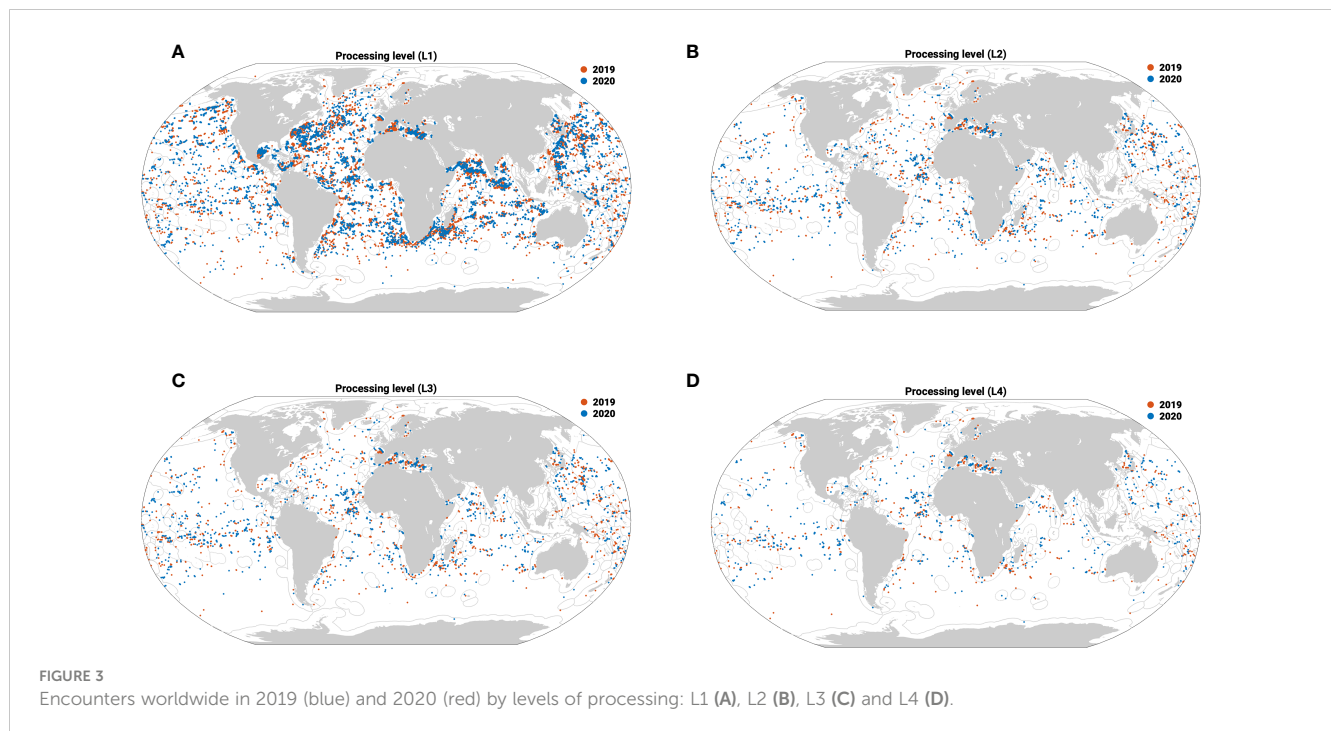 A
Processing level (L1)
2019
2020
B
Processing level (L2)
2019
2020
C
Processing level (L3)
2019
2020
D
Processing level (L4)
2019
2020
FIGURE 3
Encounters worldwide in 2019 (blue) and 2020 (red) by levels of processing: L1 (A), L2 (B), L3 (C) and L4 (D).